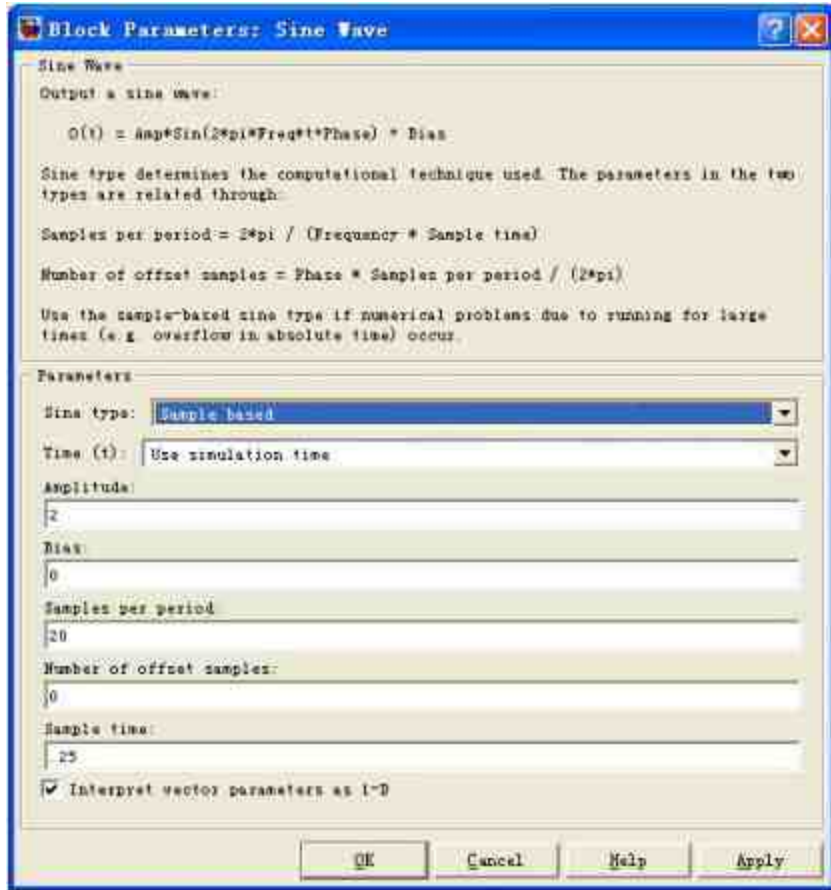 Block Parameters: Sine Wave
Sine Wave
Output a sine wave:
O(t) = Amp*Sin(2*pi*Freq*t+Phase) + Bias
Sine type determines the computational technique used. The parameters in the two
types are related through:
Samples per period = 2*pi / (Frequency * Sample time)
Number of offset samples = Phase * Samples per period / (2*pi)
Use the sample-based sine type if numerical problems due to running for large
times (e.g. overflow in absolute time) occur.
Parameters
Sine type: Sample based
Time (t): Use simulation time
Amplitude:
2
Bias:
0
Samples per period:
20
Number of offset samples:
0
Sample time:
.25
Interpret vector parameters as 1-D
OK Cancel Help Apply